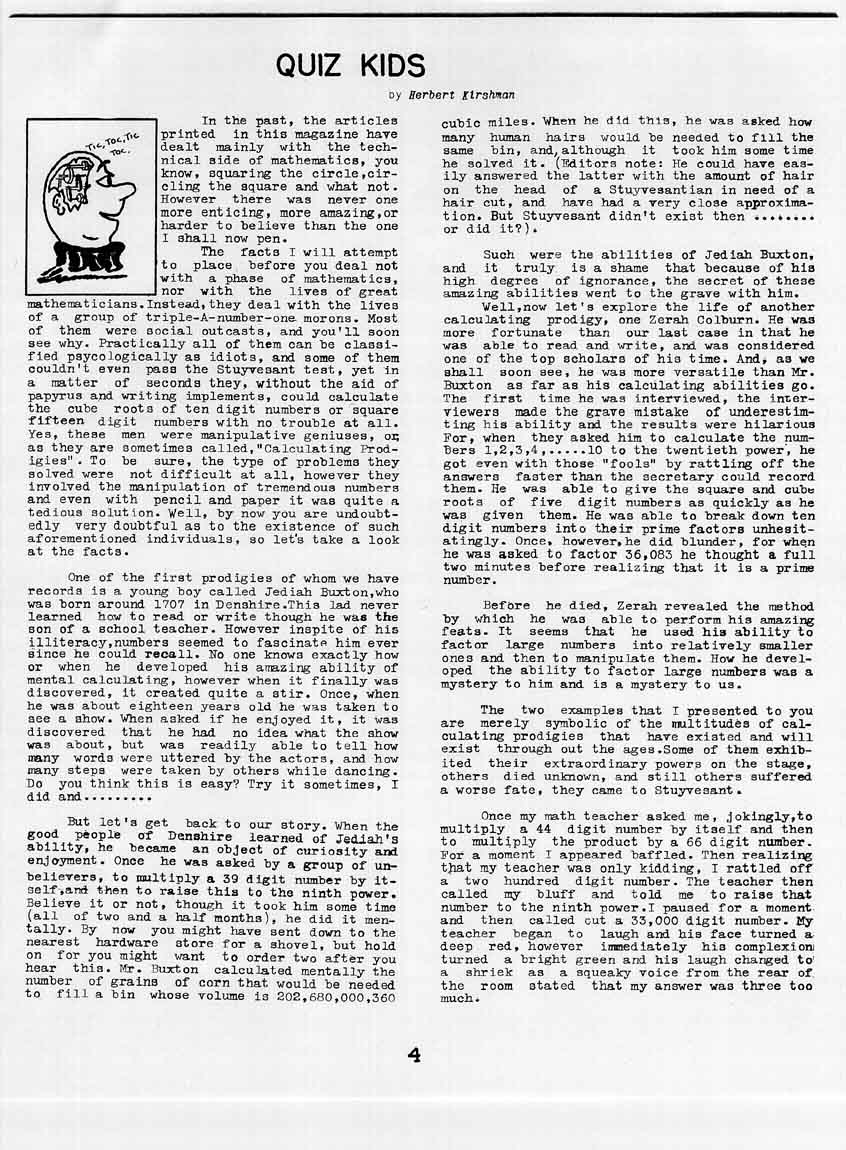 QUIZ KIDS
by Herbert Kirshman
TIC, TOC, TIC
TOC.
In the past, the articles
printed in this magazine have
dealt mainly with the tech-
nical side of mathematics, you
know, squaring the circle,cir-
cling the square and what not.
However there was never one
more enticing, more amazing,or
harder to believe than the one
I shall now pen.
The facts I will attempt
to place before you deal not
with a phase of mathematics,
nor with the lives of great
mathematicians.Instead,they deal with the lives
of a group of triple-A-number-one morons. Most
of them were social outcasts, and you'll soon
see why. Practically all of them can be classi-
fied psycologically as idiots, and some of them
couldn't even pass the Stuyvesant test, yet in
a matter of seconds they, without the aid of
papyrus and writing implements, could calculate
the cube roots of ten digit numbers or square
fifteen digit numbers with no trouble at all.
Yes, these men were manipulative geniuses, or,
as they are sometimes called,"Calculating Prod-
igies". To be sure, the type of problems they
solved were not difficult at all, however they
involved the manipulation of tremendous numbers
and even with pencil and paper it was quite a
tedious solution. Well, by now you are undoubt-
edly very doubtful as to the existence of such
aforementioned individuals, so let's take a look
at the facts.
One of the first prodigies of whom we have
records is a young boy called Jediah Buxton,who
was born around 1707 in Denshire.This lad never
learned how to read or write though he was the
son of a school teacher. However inspite of his
illiteracy,numbers seemed to fascinate him ever
since he could recall. No one knows exactly how
or when he developed his amazing ability of
mental calculating, however when it finally was
discovered, it created quite a stir. Once, when
he was about eighteen years old he was taken to
see a show. When asked if he enjoyed it, it was
discovered that he had no idea what the show
was about, but was readily able to tell how
many words were uttered by the actors, and how
many steps were taken by others while dancing.
Do you think this is easy? Try it sometimes, I
did and.........
But let's get back to our story. When the
good people of Denshire learned of Jediah's
ability, he became an object of curiosity and
enjoyment. Once he was asked by a group of un-
believers, to multiply a 39 digit number by it-
self,and then to raise this to the ninth power.
Believe it or not, though it took him some time
(all of two and a half months), he did it men-
tally. By now you might have sent down to the
nearest hardware store for a shovel, but hold
on for you might want to order two after you
hear this. Mr. Buxton calculated mentally the
number of grains of corn that would be needed
to fill a bin whose volume is 202,680,000,360
cubic miles. When he did this, he was asked how
many human hairs would be needed to fill the
same bin, and,although it took him some time
he solved it. (Editors note: He could have eas-
ily answered the latter with the amount of hair
on the head of a Stuyvesantian in need of a
hair cut, and have had a very close approxima-
tion. But Stuyvesant didn't exist then ........
or did it?).
Such were the abilities of Jediah Buxton,
and it truly is a shame that because of his
high degree of ignorance, the secret of these
amazing abilities went to the grave with him.
Well,now let's explore the life of another
calculating prodigy, one Zerah Colburn. He was
more fortunate than our last case in that he
was able to read and write, and was considered
one of the top scholars of his time. And, as we
shall soon see, he was more versatile than Mr.
Buxton as far as his calculating abilities go.
The first time he was interviewed, the inter-
viewers made the grave mistake of underestim-
ting his ability and the results were hilarious
For, when they asked him to calculate the num-
bers 1,2,3,4,.....10 to the twentieth power, he
got even with those "fools" by rattling off the
answers faster than the secretary could record
them. He was able to give the square and cube
roots of five digit numbers as quickly as he
was given them. He was able to break down ten
digit numbers into their prime factors unhesit-
atingly. Once, however,he did blunder, for when
he was asked to factor 36,083 he thought a full
two minutes before realizing that it is a prime
number.
Before he died, Zerah revealed the method
by which he was able to perform his amazing
feats. It seems that he used his ability to
factor large numbers into relatively smaller
ones and then to manipulate them. How he devel-
oped the ability to factor large numbers was a
mystery to him and is a mystery to us.
The two examples that I presented to you
are merely symbolic of the multitudes of cal-
culating prodigies that have existed and will
exist through out the ages.Some of them exhib-
ited their extraordinary powers on the stage,
others died unknown, and still others suffered
a worse fate, they came to Stuyvesant.
Once my math teacher asked me, jokingly,to
multiply a 44 digit number by itself and then
to multiply the product by a 66 digit number.
For a moment I appeared baffled. Then realizing
that my teacher was only kidding, I rattled off
a two hundred digit number. The teacher then
called my bluff and told me to raise that
number to the ninth power.I paused for a moment
and then called out a 33,000 digit number. My
teacher began to laugh and his face turned a
deep red, however immediately his complexion
turned a bright green and his laugh changed to
a shriek as a squeaky voice from the rear of
the room stated that my answer was three too
much.
4